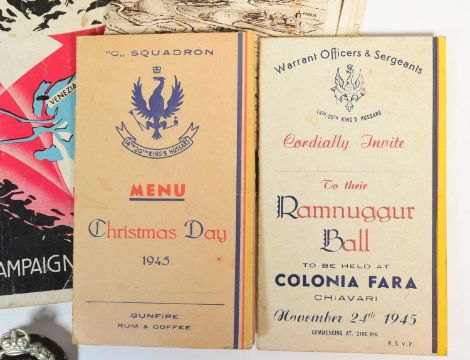 VENEZIA
AMPAIGN
"C„ SQUADRON
14TH 20TH KING'S HUSSARS
MENU
Christmas Day
1945
GUNFIRE
RUM & COFFEE
Warrant Officers & Sergeants
14TH 20TH KING'S HUSSARS
Cordially Invite
To their
Ramnuggur
Ball
TO BE HELD AT
COLONIA FARA
CHIAVARI
November 24th 1945
COMMENCING AT. 2100 HRS.
R. S. V. P.